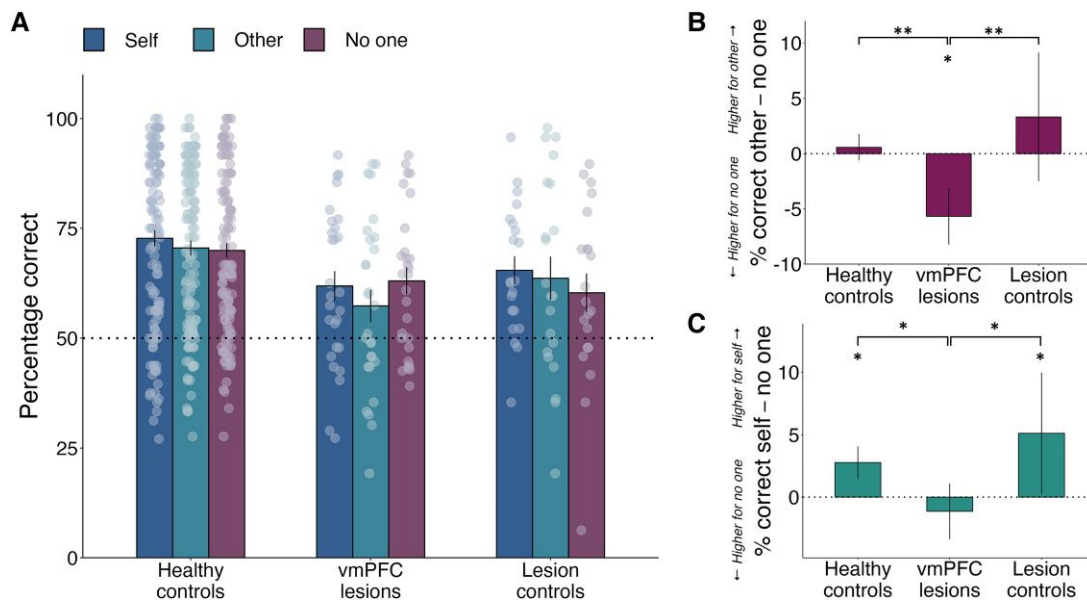 A
Self
Other
No one
Percentage correct
100
75
50
25
0
Healthy
controls
vmPFC
lesions
Lesion
controls
B
← Higher for no one    Higher for other →
% correct other – no one
10
5
0
-5
-10
** **
*
Healthy
controls
vmPFC
lesions
Lesion
controls
C
← Higher for no one    Higher for self →
% correct self – no one
10
5
0
* *
* *
Healthy
controls
vmPFC
lesions
Lesion
controls